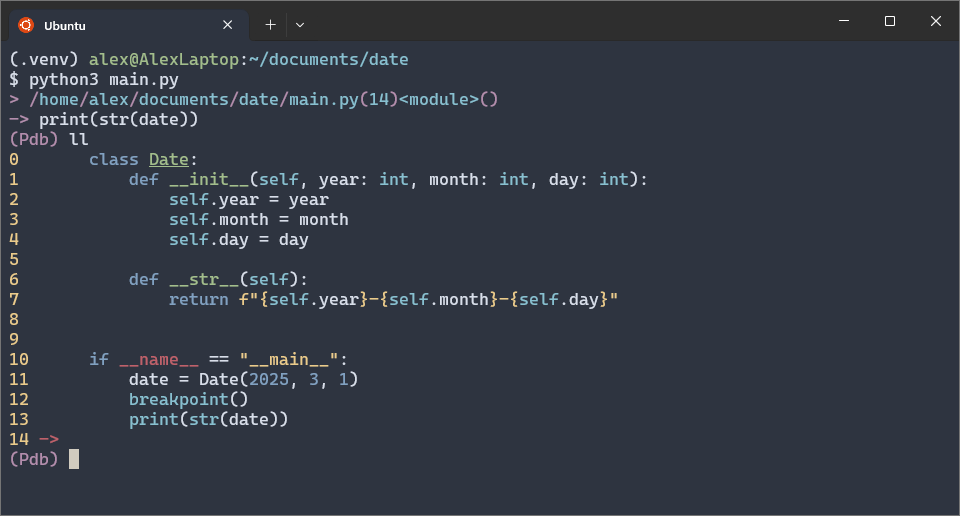 Ubuntu
(.venv) alex@AlexLaptop:~/documents/date
$ python3 main.py
> /home/alex/documents/date/main.py(14)<module>()
-> print(str(date))
(Pdb) ll
0       class Date:
1           def __init__(self, year: int, month: int, day: int):
2               self.year = year
3               self.month = month
4               self.day = day
5
6           def __str__(self):
7               return f"{self.year}-{self.month}-{self.day}"
8
9
10      if __name__ == "__main__":
11          date = Date(2025, 3, 1)
12          breakpoint()
13          print(str(date))
14 ->
(Pdb)